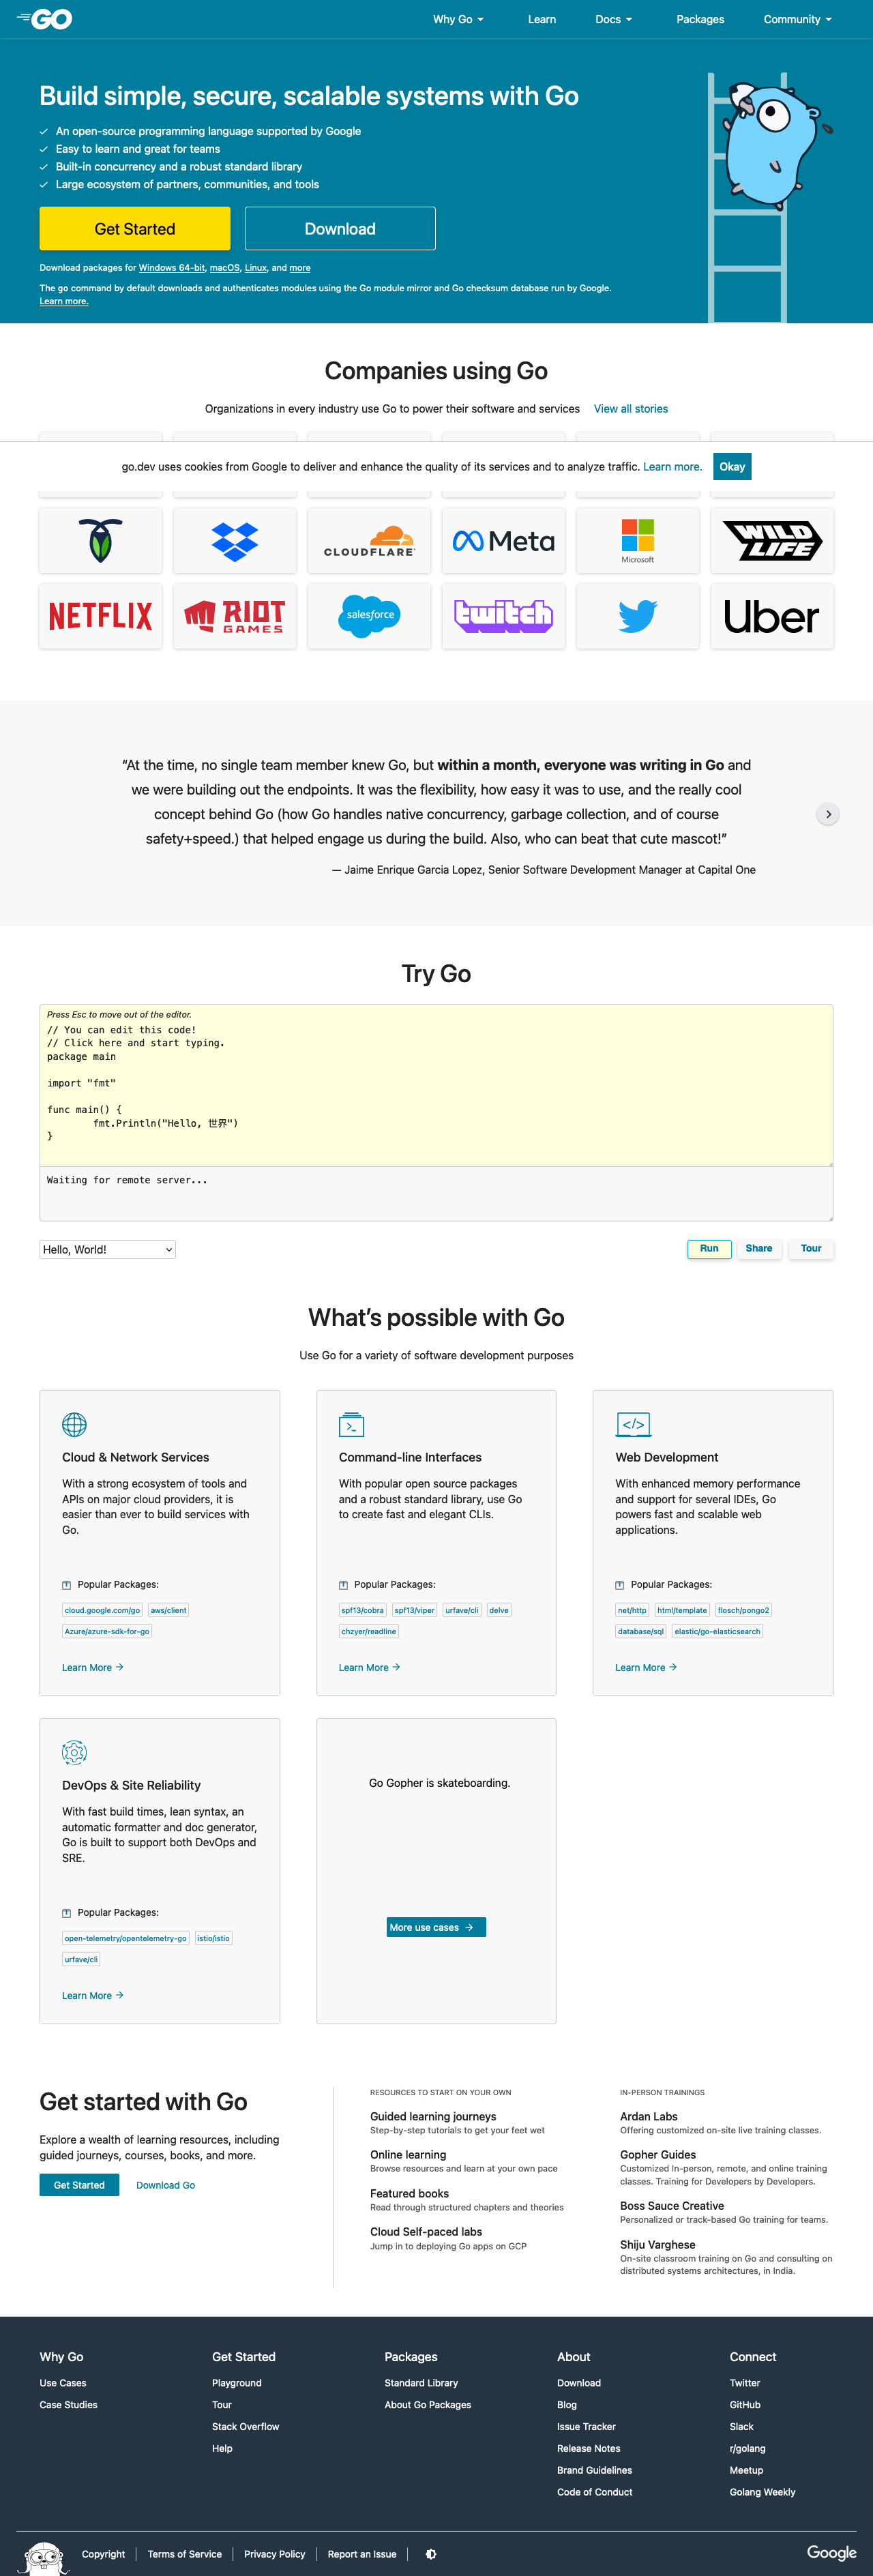 GO
Why Go
Learn
Docs
Packages
Community
Build simple, secure, scalable systems with Go
An open-source programming language supported by Google
Easy to learn and great for teams
Built-in concurrency and a robust standard library
Large ecosystem of partners, communities, and tools
Get Started
Download
Download packages for Windows 64-bit, macOS, Linux, and more
The go command by default downloads and authenticates modules using the Go module mirror and Go checksum database run by Google.
Learn more.
Companies using Go
Organizations in every industry use Go to power their software and services View all stories
go.dev uses cookies from Google to deliver and enhance the quality of its services and to analyze traffic. Learn more. Okay
CLOUDFLARE
Meta
Microsoft
WILD
LIFE
NETFLIX
RIOT
GAMES
salesforce
twitch
Uber
“At the time, no single team member knew Go, but within a month, everyone was writing in Go and
we were building out the endpoints. It was the flexibility, how easy it was to use, and the really cool
concept behind Go (how Go handles native concurrency, garbage collection, and of course
safety+speed.) that helped engage us during the build. Also, who can beat that cute mascot!”
— Jaime Enrique Garcia Lopez, Senior Software Development Manager at Capital One
Try Go
Press Esc to move out of the editor.
// You can edit this code!
// Click here and start typing.
package main
import "fmt"
func main() {
fmt.Println("Hello, 世界")
}
Waiting for remote server...
Hello, World!
Run
Share
Tour
What’s possible with Go
Use Go for a variety of software development purposes
Cloud & Network Services
With a strong ecosystem of tools and
APIs on major cloud providers, it is
easier than ever to build services with
Go.
Popular Packages:
cloud.google.com/go aws/client
Azure/azure-sdk-for-go
Learn More
Command-line Interfaces
With popular open source packages
and a robust standard library, use Go
to create fast and elegant CLIs.
Popular Packages:
spf13/cobra spf13/viper urfave/cli delve
chzyer/readline
Learn More
Web Development
With enhanced memory performance
and support for several IDEs, Go
powers fast and scalable web
applications.
Popular Packages:
net/http html/template flosch/pongo2
database/sql elastic/go-elasticsearch
Learn More
DevOps & Site Reliability
With fast build times, lean syntax, an
automatic formatter and doc generator,
Go is built to support both DevOps and
SRE.
Popular Packages:
open-telemetry/opentelemetry-go istio/istio
urfave/cli
Learn More
Go Gopher is skateboarding.
More use cases
Get started with Go
Explore a wealth of learning resources, including
guided journeys, courses, books, and more.
Get Started
Download Go
RESOURCES TO START ON YOUR OWN
Guided learning journeys
Step-by-step tutorials to get your feet wet
Online learning
Browse resources and learn at your own pace
Featured books
Read through structured chapters and theories
Cloud Self-paced labs
Jump in to deploying Go apps on GCP
IN-PERSON TRAININGS
Ardan Labs
Offering customized on-site live training classes.
Gopher Guides
Customized In-person, remote, and online training
classes. Training for Developers by Developers.
Boss Sauce Creative
Personalized or track-based Go training for teams.
Shiju Varghese
On-site classroom training on Go and consulting on
distributed systems architectures, in India.
Why Go
Use Cases
Case Studies
Get Started
Playground
Tour
Stack Overflow
Help
Packages
Standard Library
About Go Packages
About
Download
Blog
Issue Tracker
Release Notes
Brand Guidelines
Code of Conduct
Connect
Twitter
GitHub
Slack
r/golang
Meetup
Golang Weekly
Copyright
Terms of Service
Privacy Policy
Report an Issue
Google